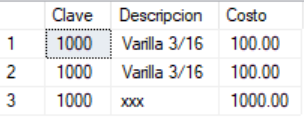 Clave Descripcion Costo
1 1000 Varilla 3/16 100.00
2 1000 Varilla 3/16 100.00
3 1000 xxx 1000.00